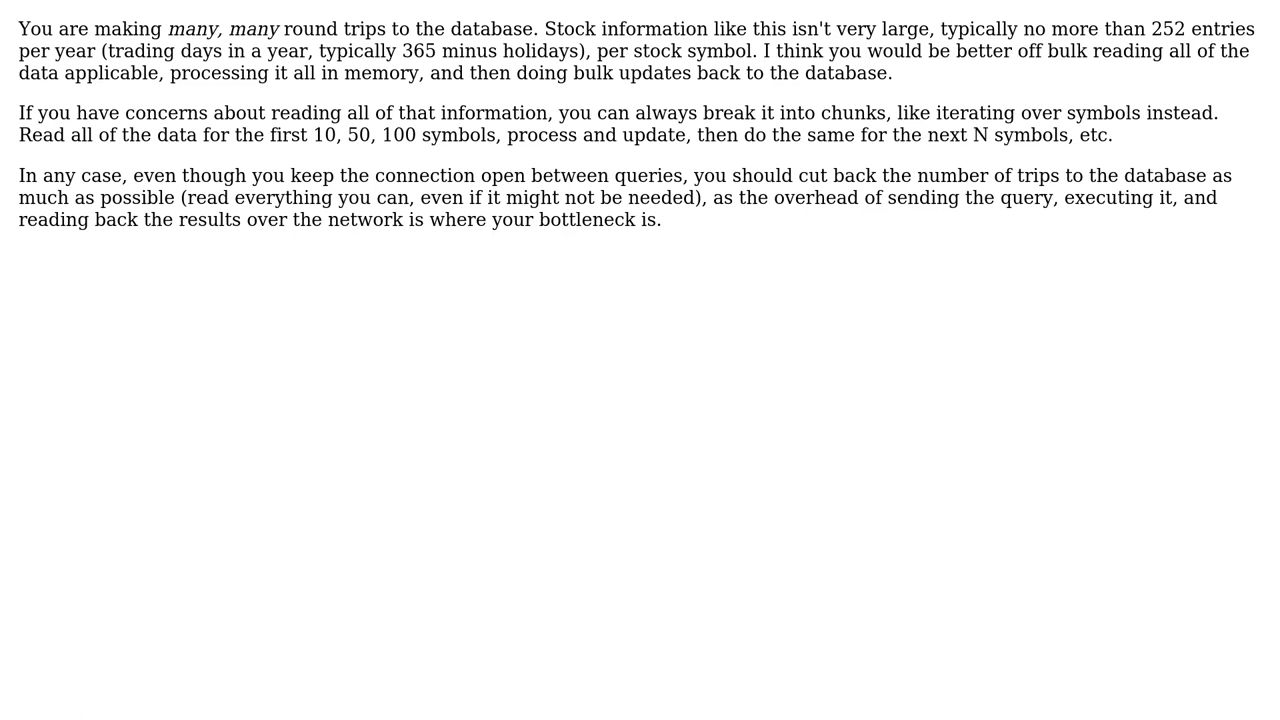 You are making many, many round trips to the database. Stock information like this isn't very large, typically no more than 252 entries
per year (trading days in a year, typically 365 minus holidays), per stock symbol. I think you would be better off bulk reading all of the
data applicable, processing it all in memory, and then doing bulk updates back to the database.
If you have concerns about reading all of that information, you can always break it into chunks, like iterating over symbols instead.
Read all of the data for the first 10, 50, 100 symbols, process and update, then do the same for the next N symbols, etc.
In any case, even though you keep the connection open between queries, you should cut back the number of trips to the database as
much as possible (read everything you can, even if it might not be needed), as the overhead of sending the query, executing it, and
reading back the results over the network is where your bottleneck is.